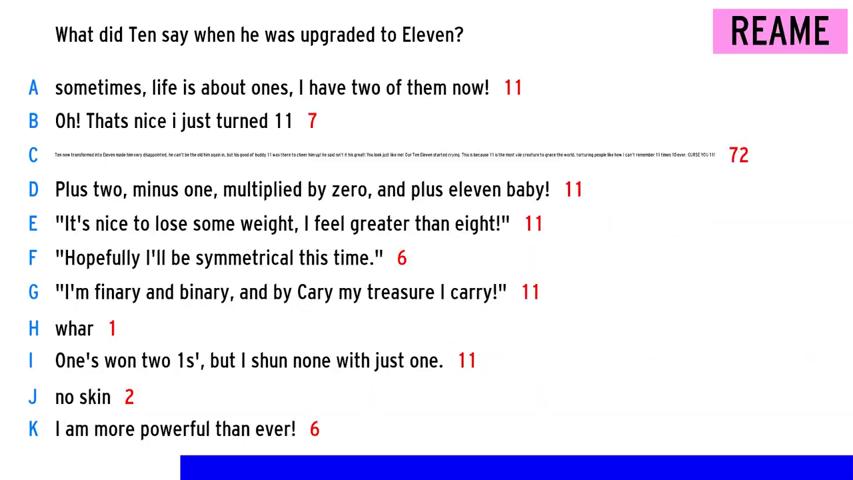 What did Ten say when he was upgraded to Eleven?
REAME
A sometimes, life is about ones, I have two of them now! 11
B Oh! Thats nice i just turned 11 7
C Ten now transformed into Eleven made him very disappointed, he can't be the old him again in, but his good ol' buddy 11 was there to cheer him up! he said isn't it his great! You look just like me! Our Ten Eleven started crying. This is because 11 is the most vile creature to grace the world, torturing people like how I can't remember 11 times 10 ever. CURSE YOU 11! 72
D Plus two, minus one, multiplied by zero, and plus eleven baby! 11
E "It's nice to lose some weight, I feel greater than eight!" 11
F "Hopefully I'll be symmetrical this time." 6
G "I'm finary and binary, and by Cary my treasure I carry!" 11
H whar 1
I One's won two 1s', but I shun none with just one. 11
J no skin 2
K I am more powerful than ever! 6